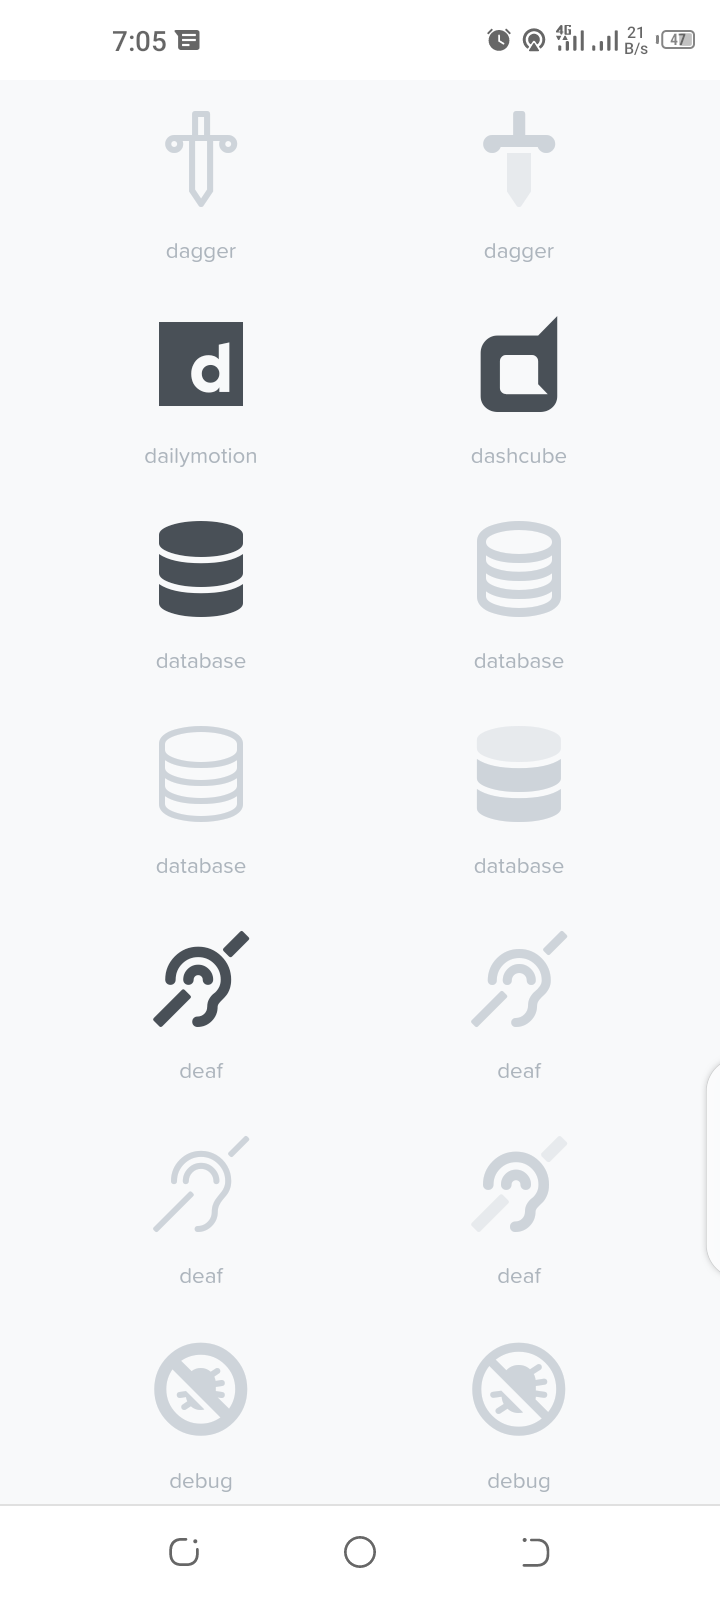 7:05
4G
21
B/s
47
dagger
dagger
d
dailymotion
dashcube
database
database
database
database
deaf
deaf
deaf
deaf
debug
debug